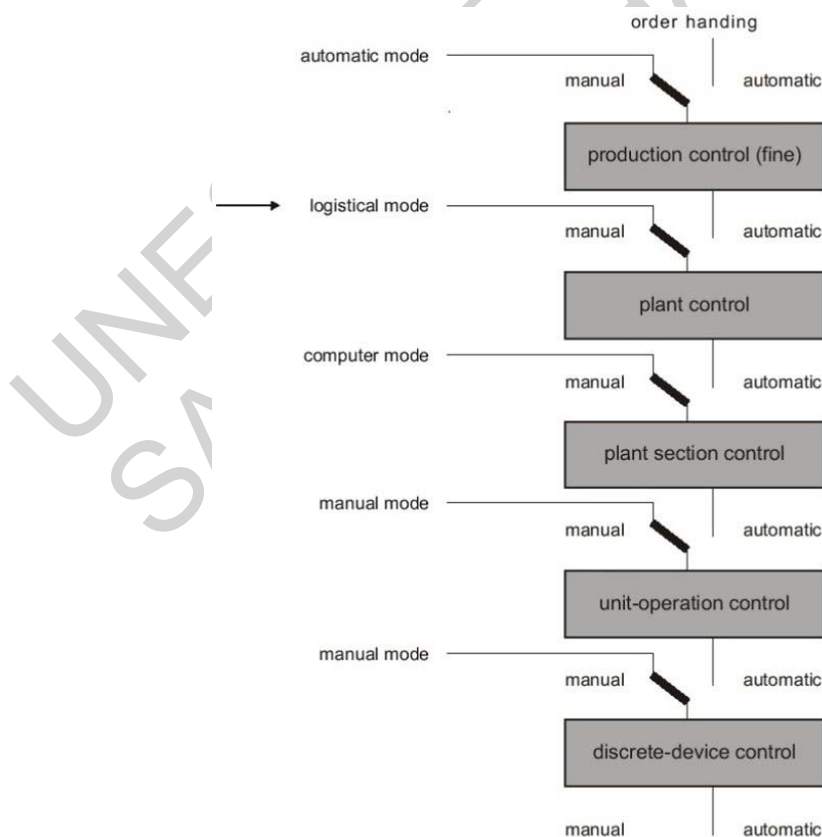 order handing
automatic mode
manual automatic
production control (fine)
logistical mode
manual automatic
plant control
computer mode
manual automatic
plant section control
manual mode
manual automatic
unit-operation control
manual mode
manual automatic
discrete-device control
manual automatic